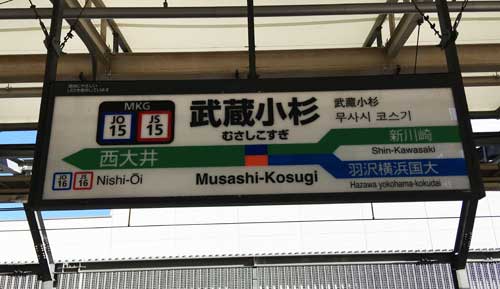 MKG
JO
15
JS
15
武蔵小杉
むさしこすぎ
武蔵小杉
무사시 코스기
西大井
新川崎
Shin-Kawasaki
羽沢横浜国大
Hazawa yokohama-kokudai
JO
16
JS
16
Nishi-Ōi
Musashi-Kosugi